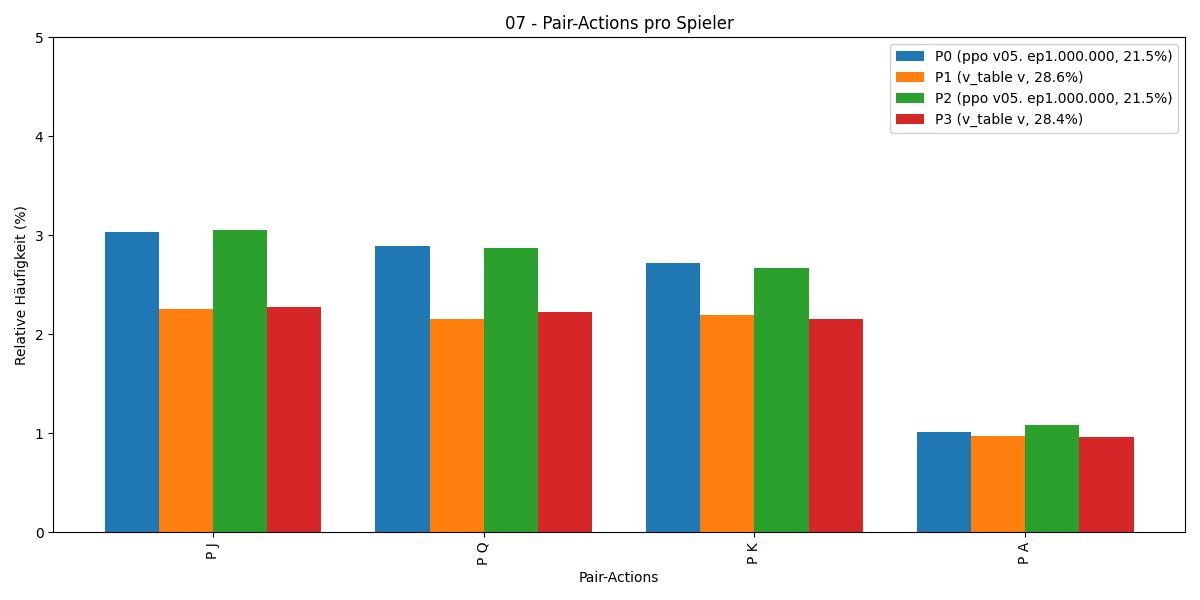 07 - Pair-Actions pro Spieler
Relative Häufigkeit (%)
5
4
3
2
1
0
P0 (ppo v05. ep1.000.000, 21.5%)
P1 (v_table v, 28.6%)
P2 (ppo v05. ep1.000.000, 21.5%)
P3 (v_table v, 28.4%)
P J
P Q
P K
P A
Pair-Actions